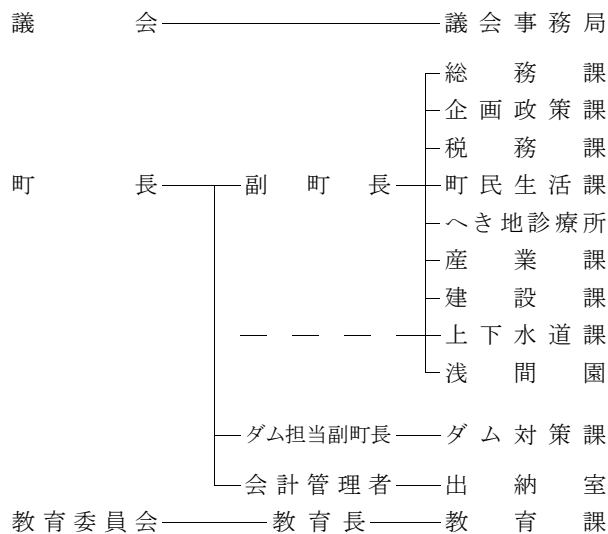 議会 議会事務局
総務課
企画政策課
税務課
町長 副町長 町民生活課
へき地診療所
産業課
建設課
上下水道課
浅間園
ダム担当副町長 ダム対策課
会計管理者 出納室
教育委員会 教育長 教育課